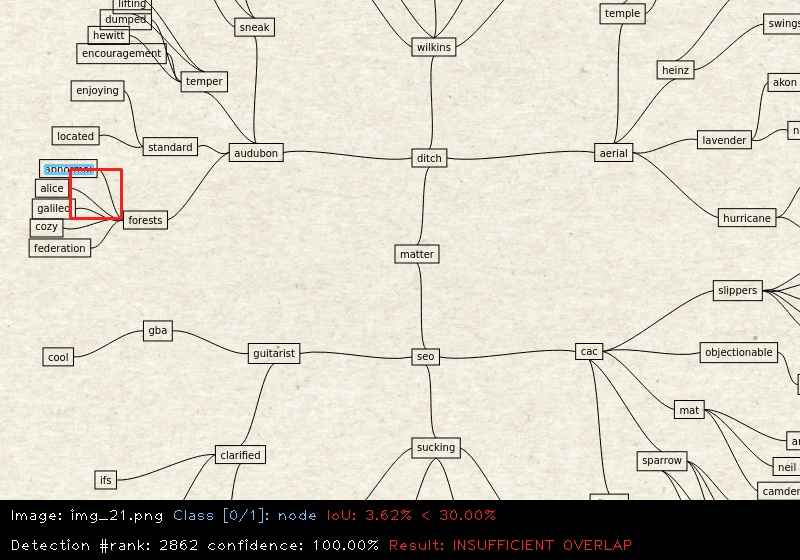 lifting
dumped
hewitt
encouragement
sneak
wilkins
temple
swings
heinz
akon
enjoying
temper
located
standard
audubon
ditch
aerial
lavender
abnormal
alice
galileo
cozy
forests
federation
hurricane
matter
slippers
gba
cool
guitarist
seo
cac
objectionable
mat
clarified
sucking
sparrow
neil
ifs
camden
Image: img_21.png Class [0/1]: node IoU: 3.62% < 30.00%
Detection #rank: 2862 confidence: 100.00% Result: INSUFFICIENT OVERLAP